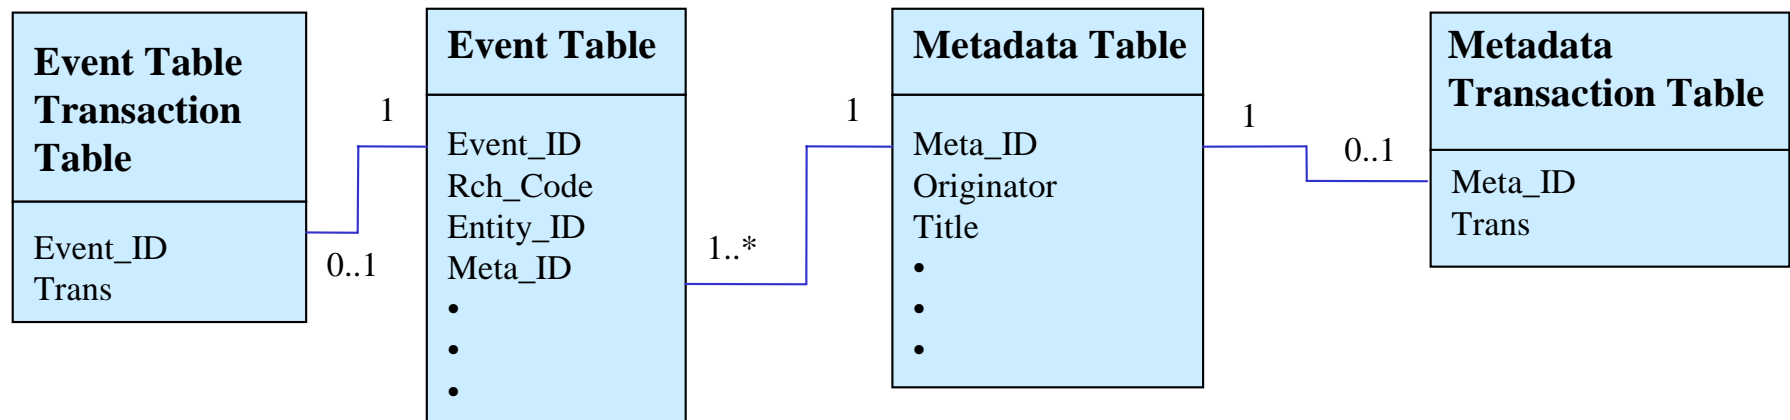 Event Table
Transaction
Table
Event_ID
Trans
1
0..1
Event Table
Event_ID
Rch_Code
Entity_ID
Meta_ID
•
•
•
1..*
1
Metadata Table
Meta_ID
Originator
Title
•
•
•
1
0..1
Metadata
Transaction Table
Meta_ID
Trans